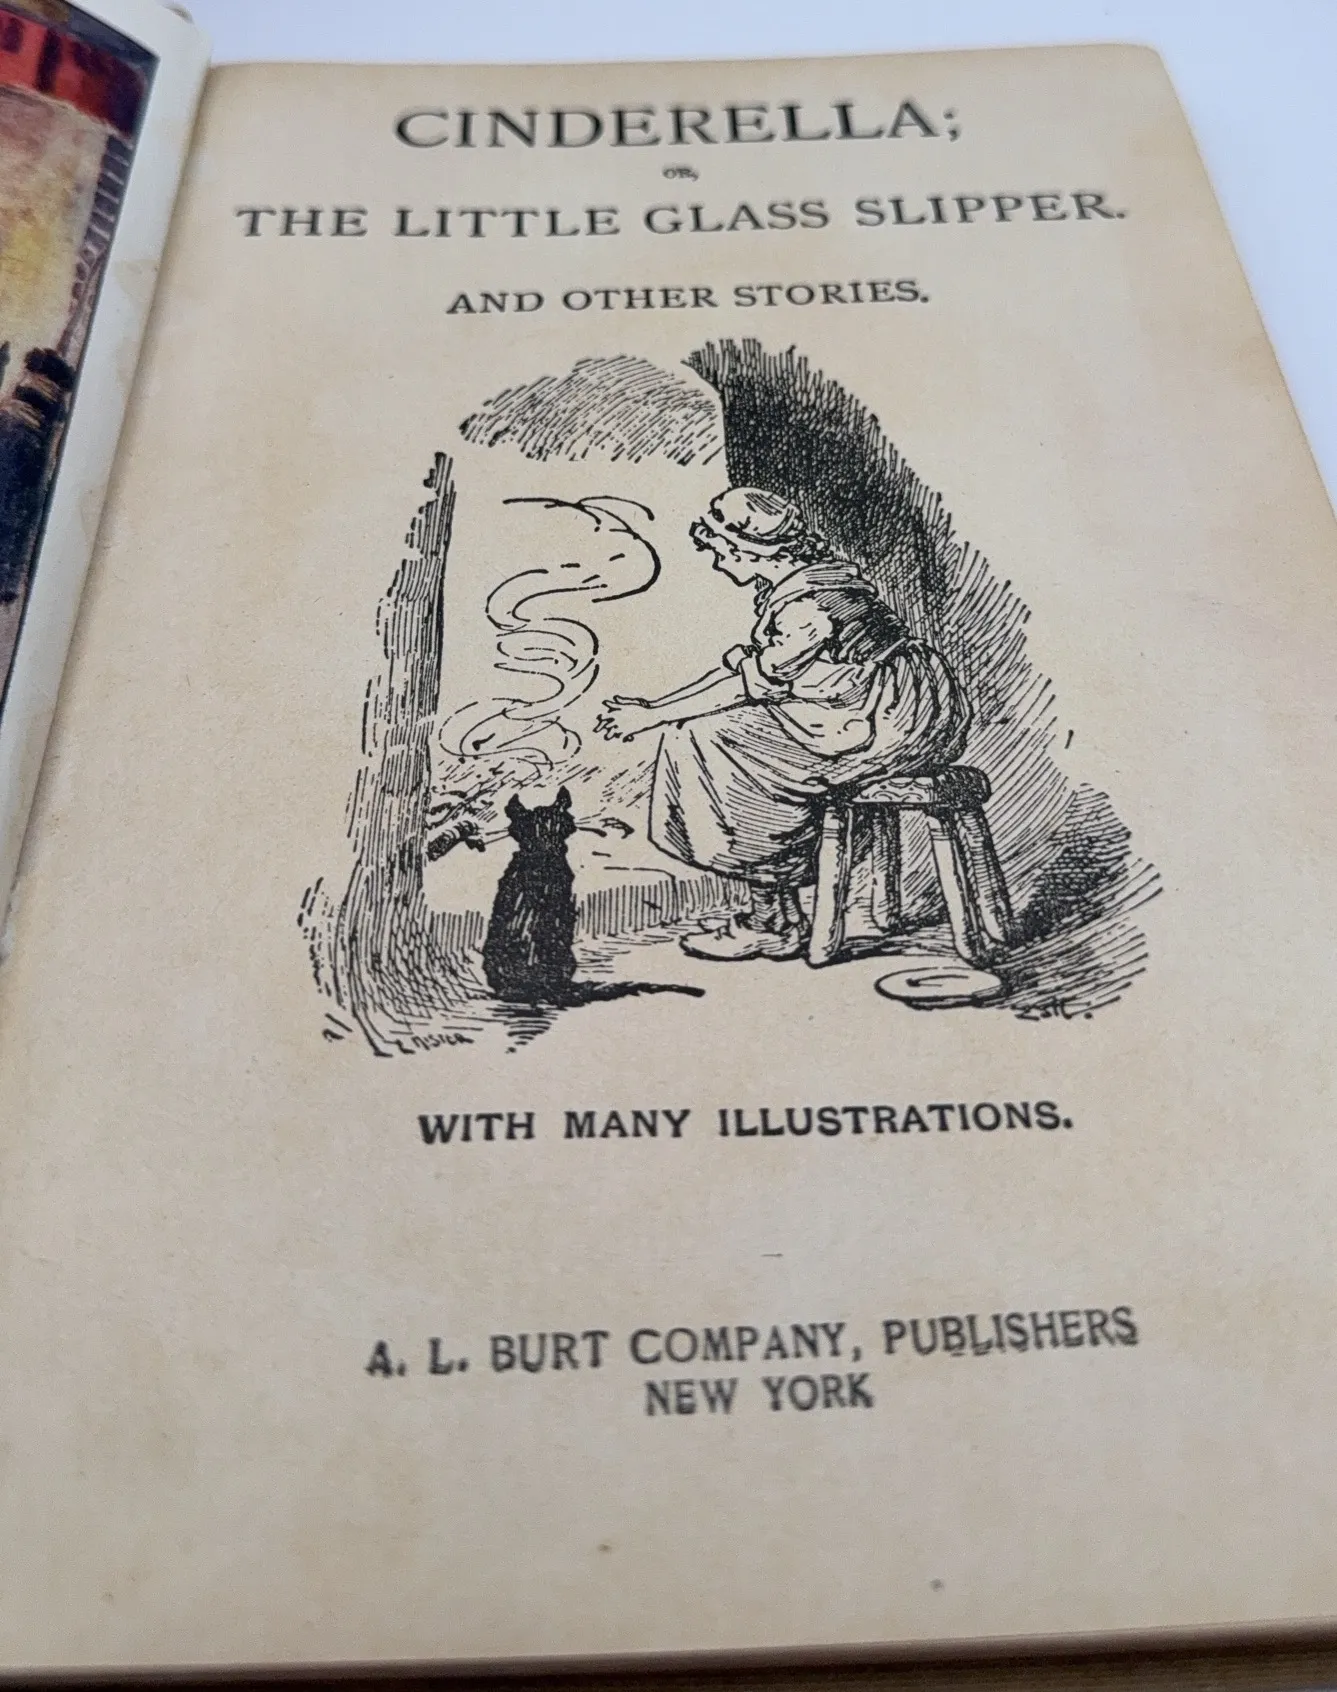 CINDERELLA;
OR,
THE LITTLE GLASS SLIPPER.
AND OTHER STORIES.
WITH MANY ILLUSTRATIONS.
A. L. BURT COMPANY, PUBLISHERS
NEW YORK